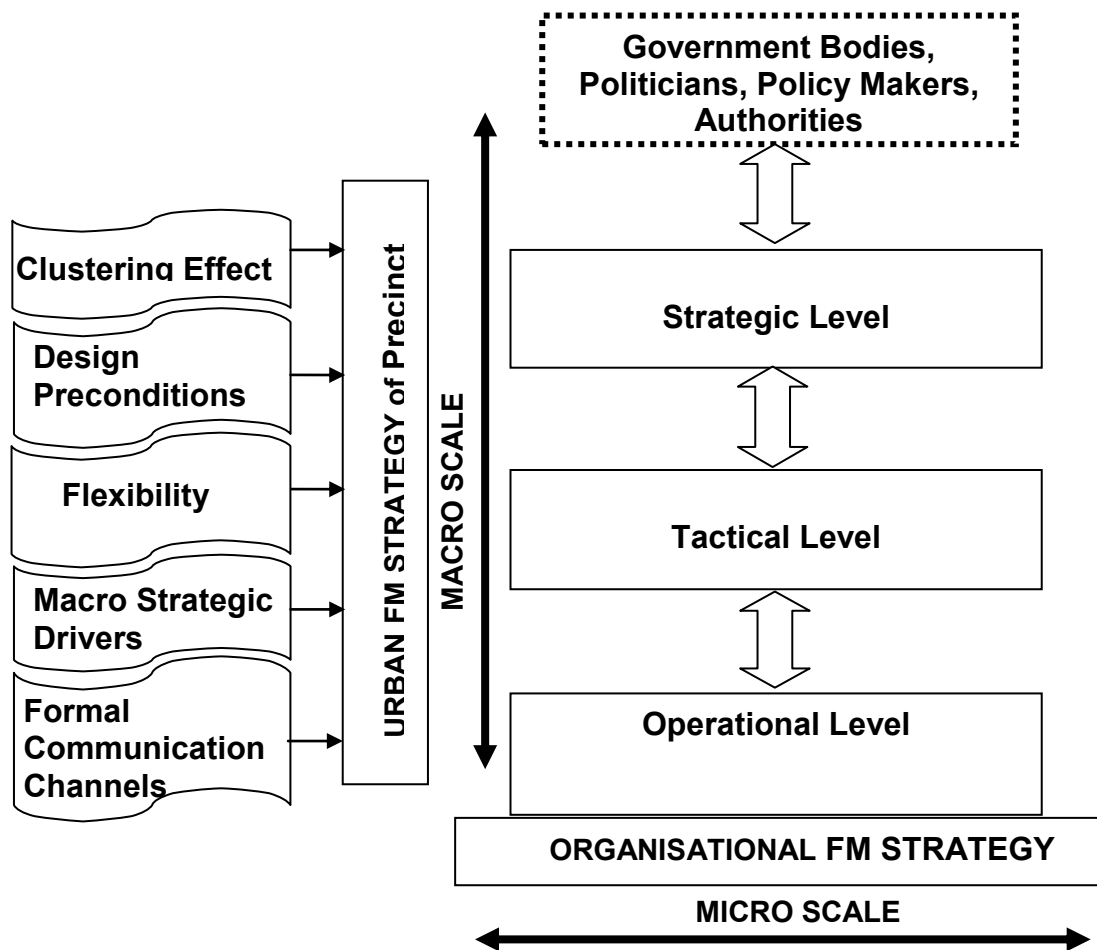 Government Bodies,
Politicians, Policy Makers,
Authorities
Clustering Effect
Design
Preconditions
Flexibility
Macro Strategic
Drivers
Formal
Communication
Channels
URBAN FM STRATEGY of Precinct
MACRO SCALE
Strategic Level
Tactical Level
Operational Level
ORGANISATIONAL FM STRATEGY
MICRO SCALE